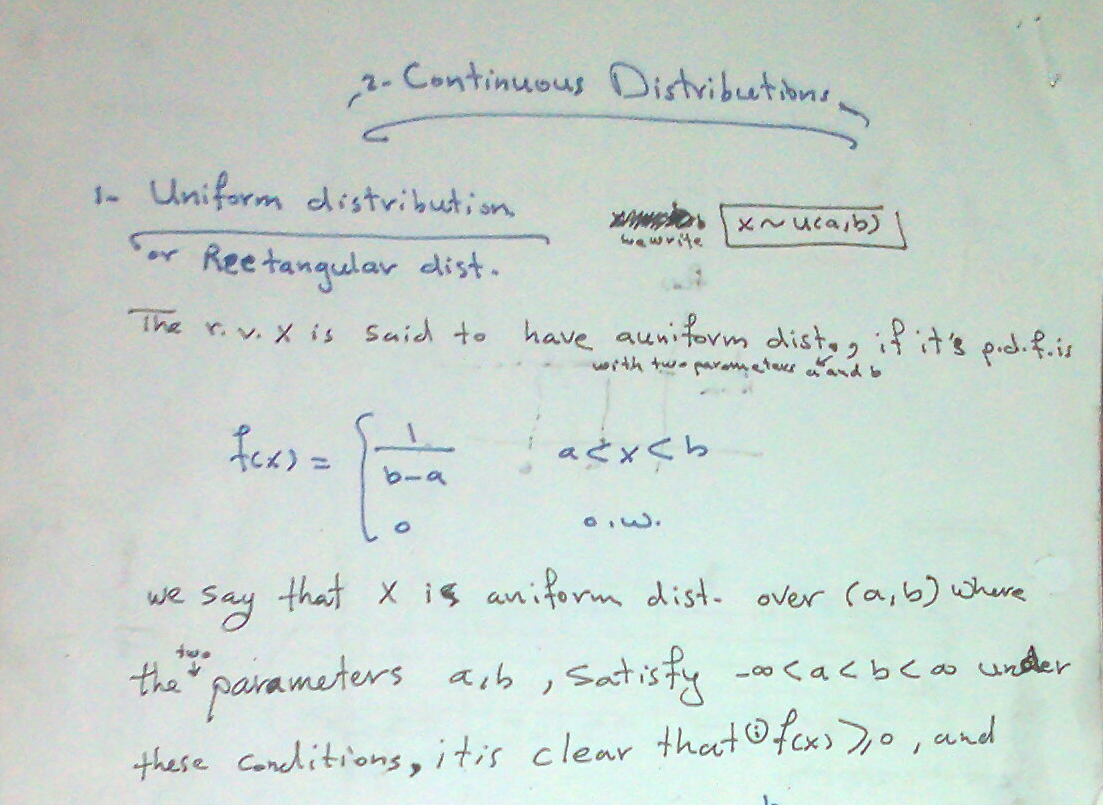 2- Continuous Distributions
1- Uniform distribution
or Rectangular dist.
we write X ~ U(a,b)
The r.v. X is said to have a uniform dist., if it's p.d.f. is
with two parameters a and b
f(x) = { 1/(b-a)    a < x < b
0    o.w.
we say that X is uniform dist. over (a,b) where
the two parameters a,b , satisfy -∞<a<b<∞ under
these conditions, it is clear that ⓘ f(x) ≥ 0 , and